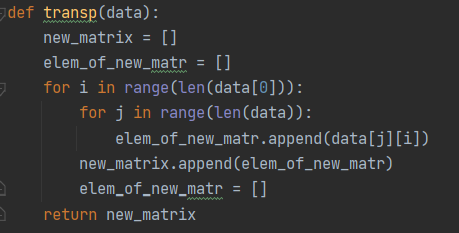 def transp(data):
    new_matrix = []
    elem_of_new_matr = []
    for i in range(len(data[0])):
        for j in range(len(data)):
            elem_of_new_matr.append(data[j][i])
        new_matrix.append(elem_of_new_matr)
        elem_of_new_matr = []
    return new_matrix